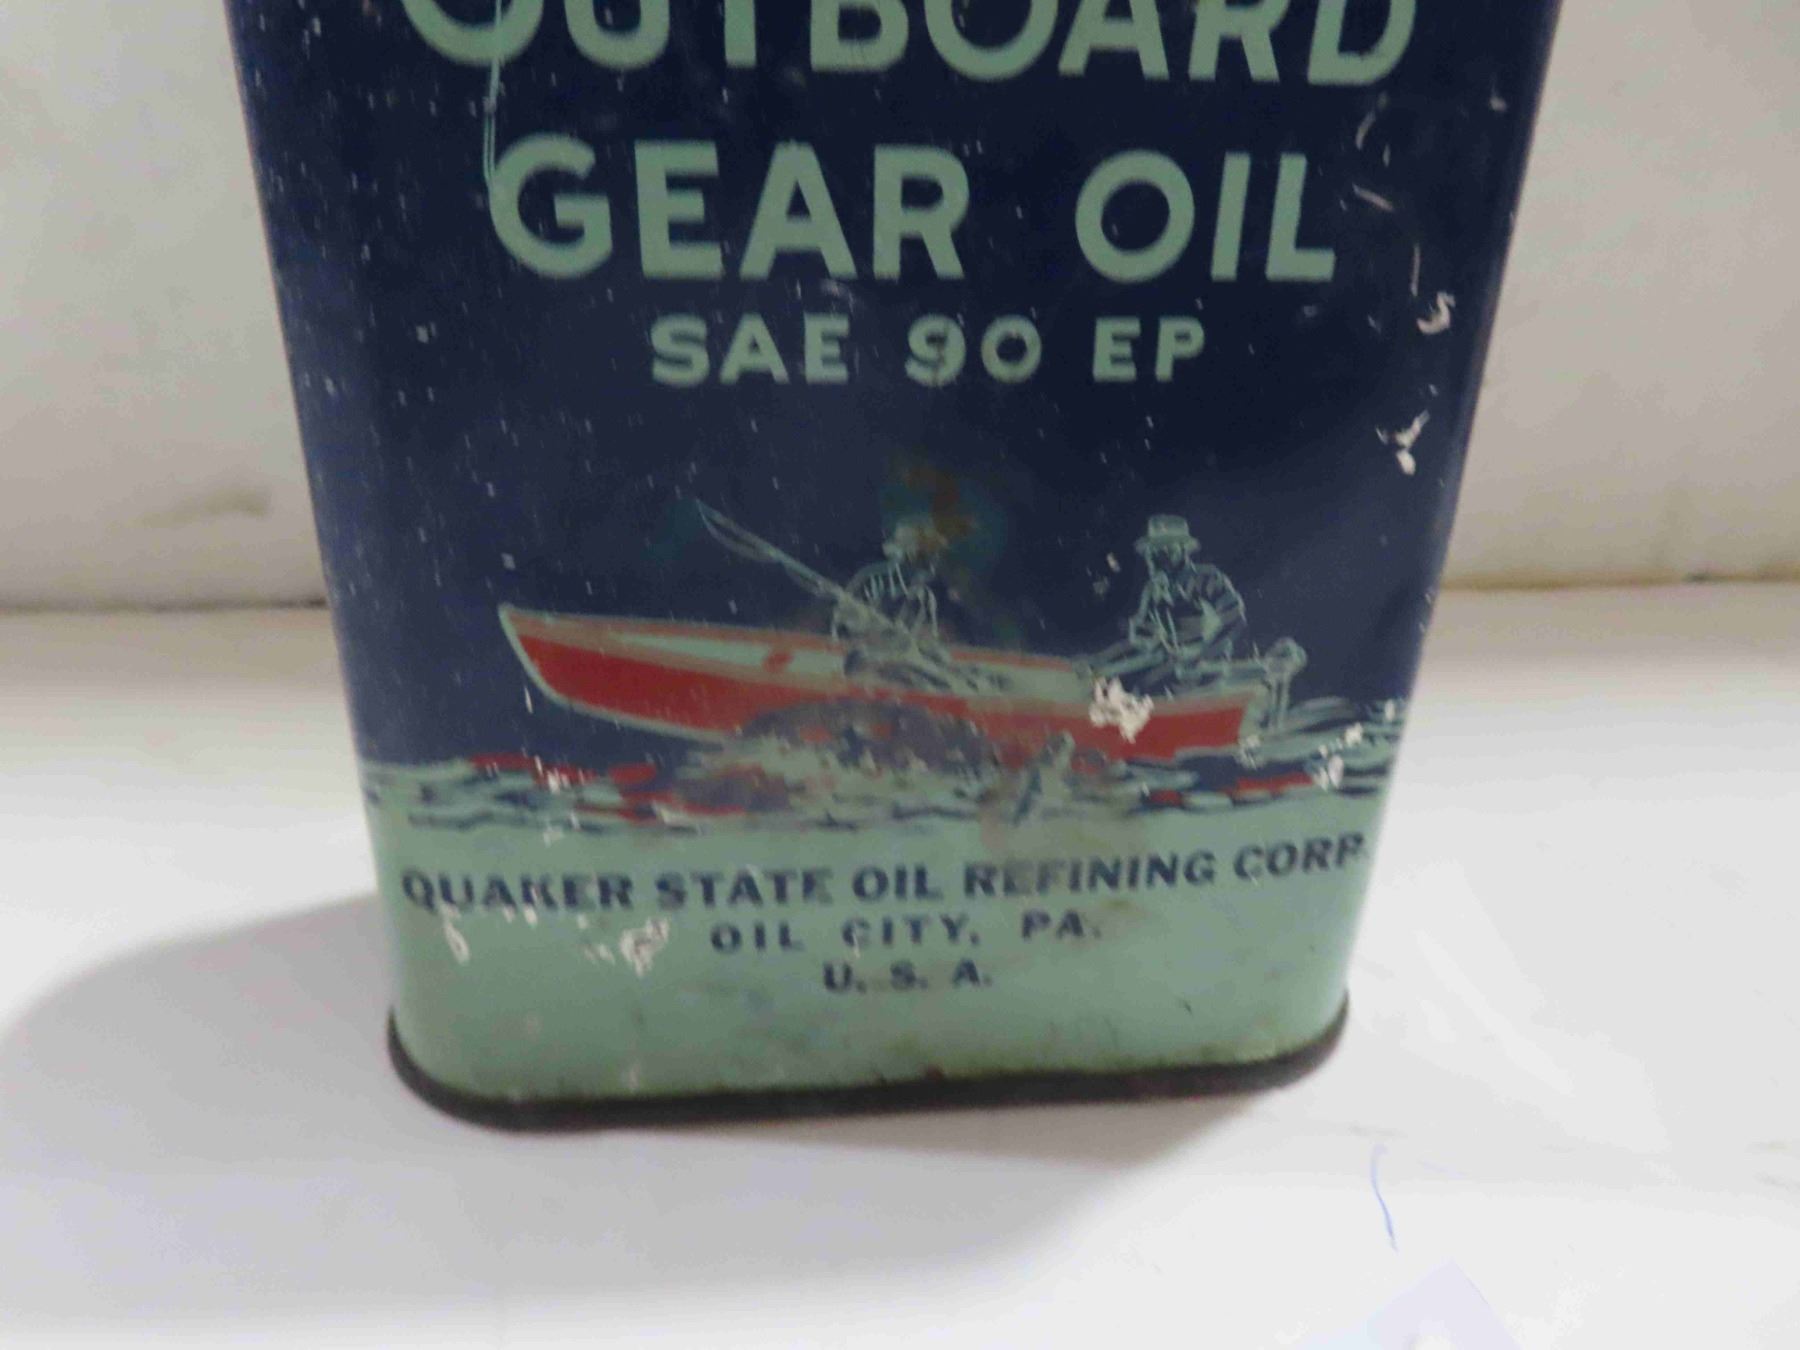 OUTBOARD
GEAR OIL
SAE 90 EP
QUAKER STATE OIL REFINING CORP.
OIL CITY, PA.
U. S. A.